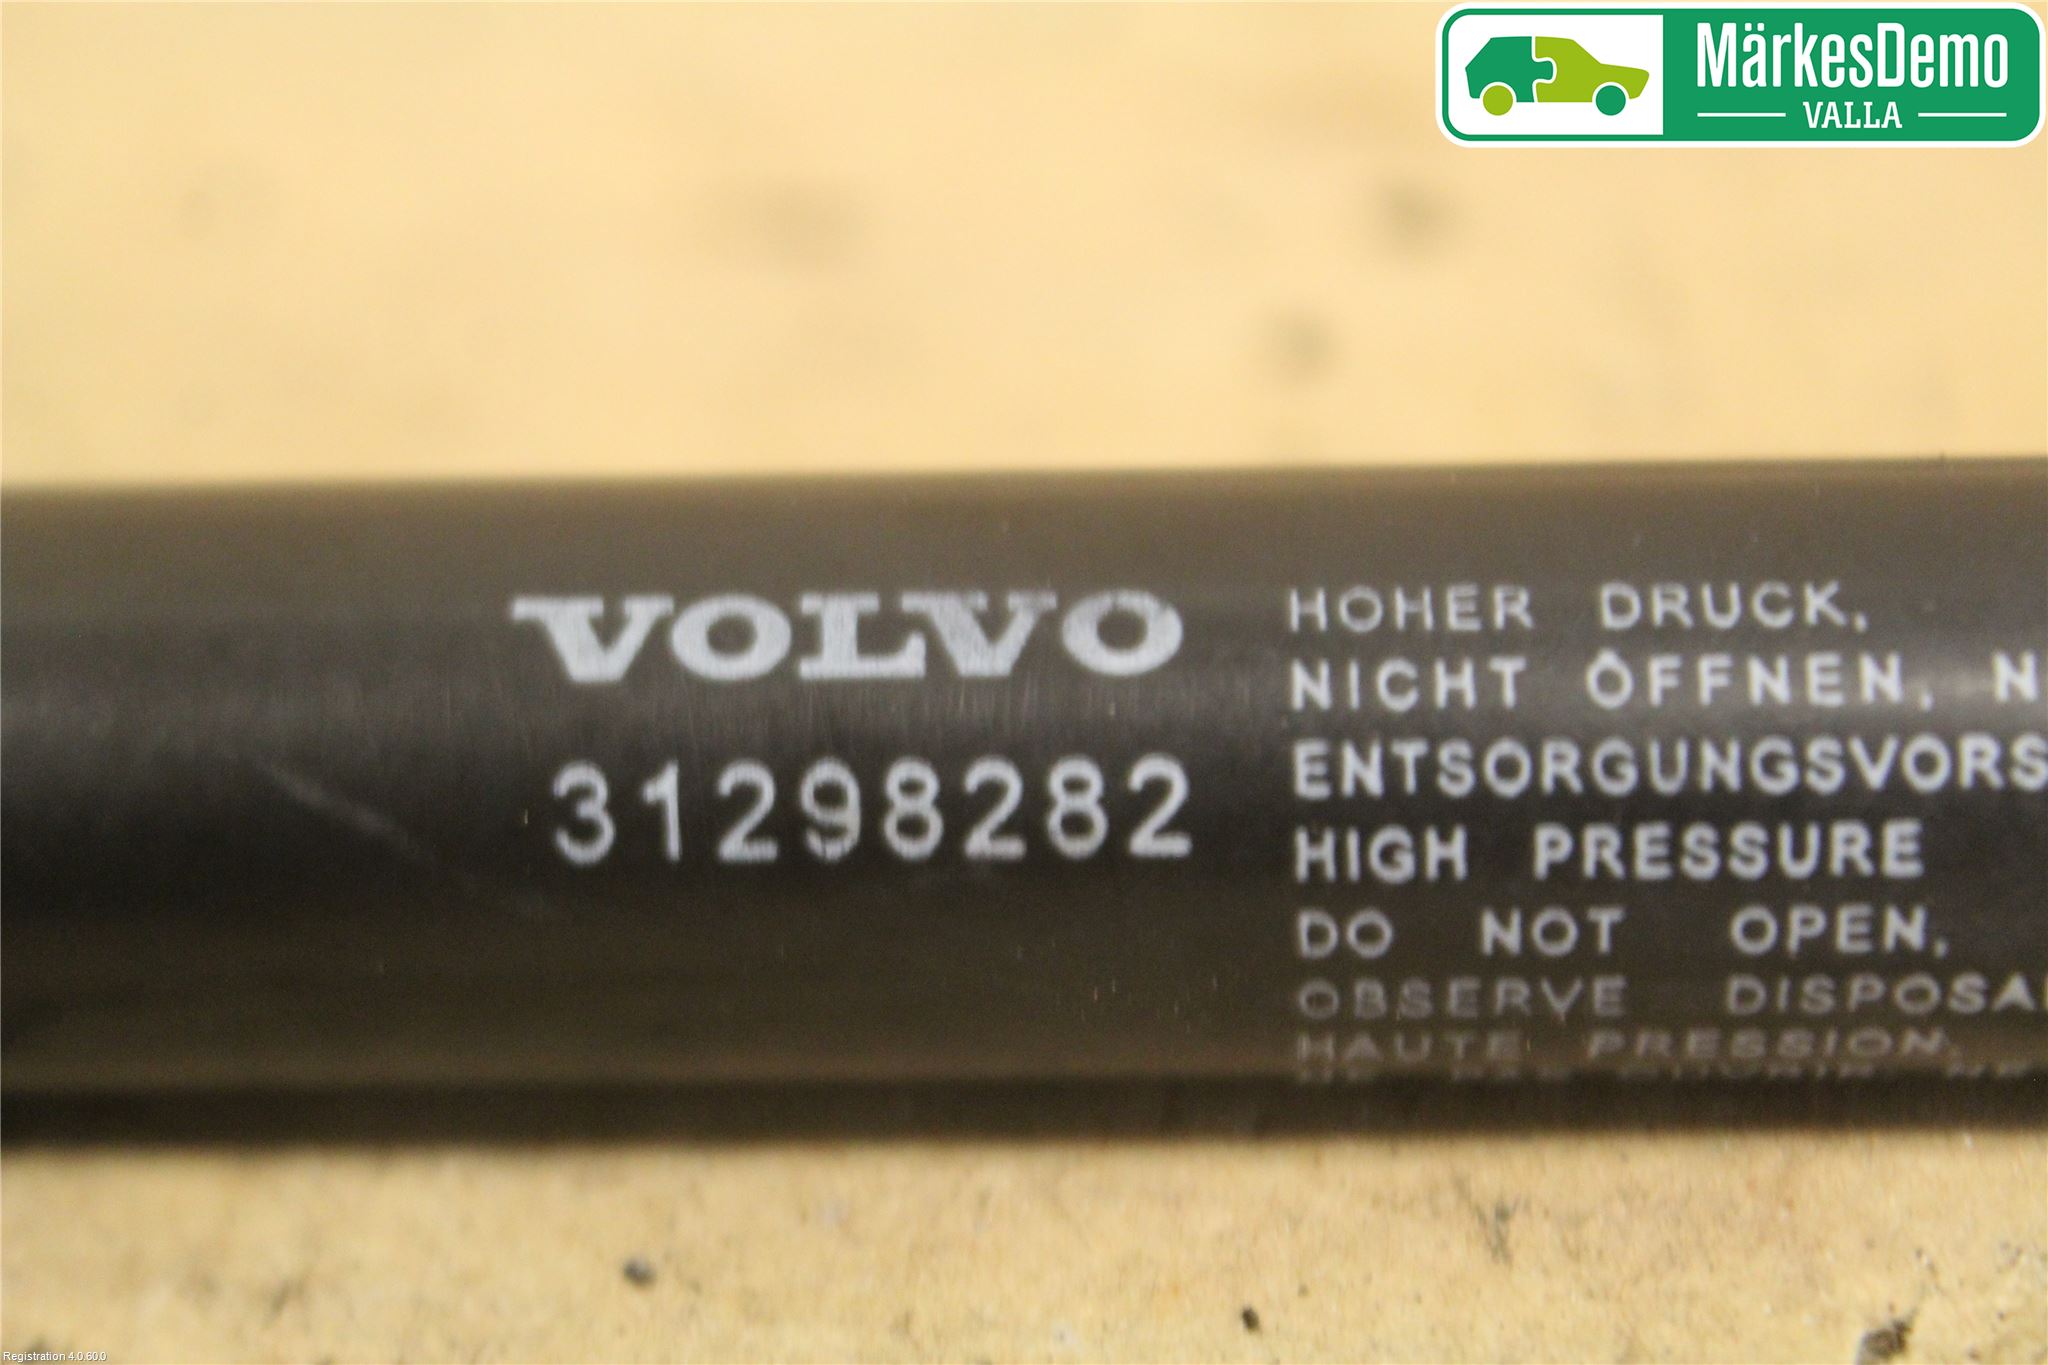 MärkesDemo
VALLA
VOLVO
31298282
HOHER DRUCK,
NICHT ÖFFNEN, N
ENTSORGUNGSVORS
HIGH PRESSURE
DO NOT OPEN,
OBSERVE DISPOSA
HAUTE PRESSION,
Registration 4.0.60.0